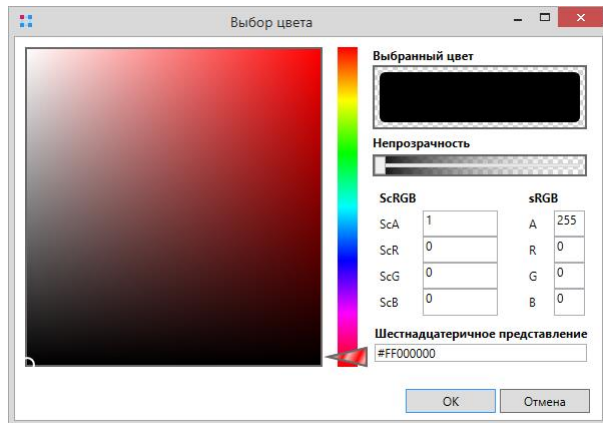 Выбор цвета
Выбранный цвет
Непрозрачность
ScRGB sRGB
ScA 1 A 255
ScR 0 R 0
ScG 0 G 0
ScB 0 B 0
Шестнадцатеричное представление
#FF000000
OK Отмена